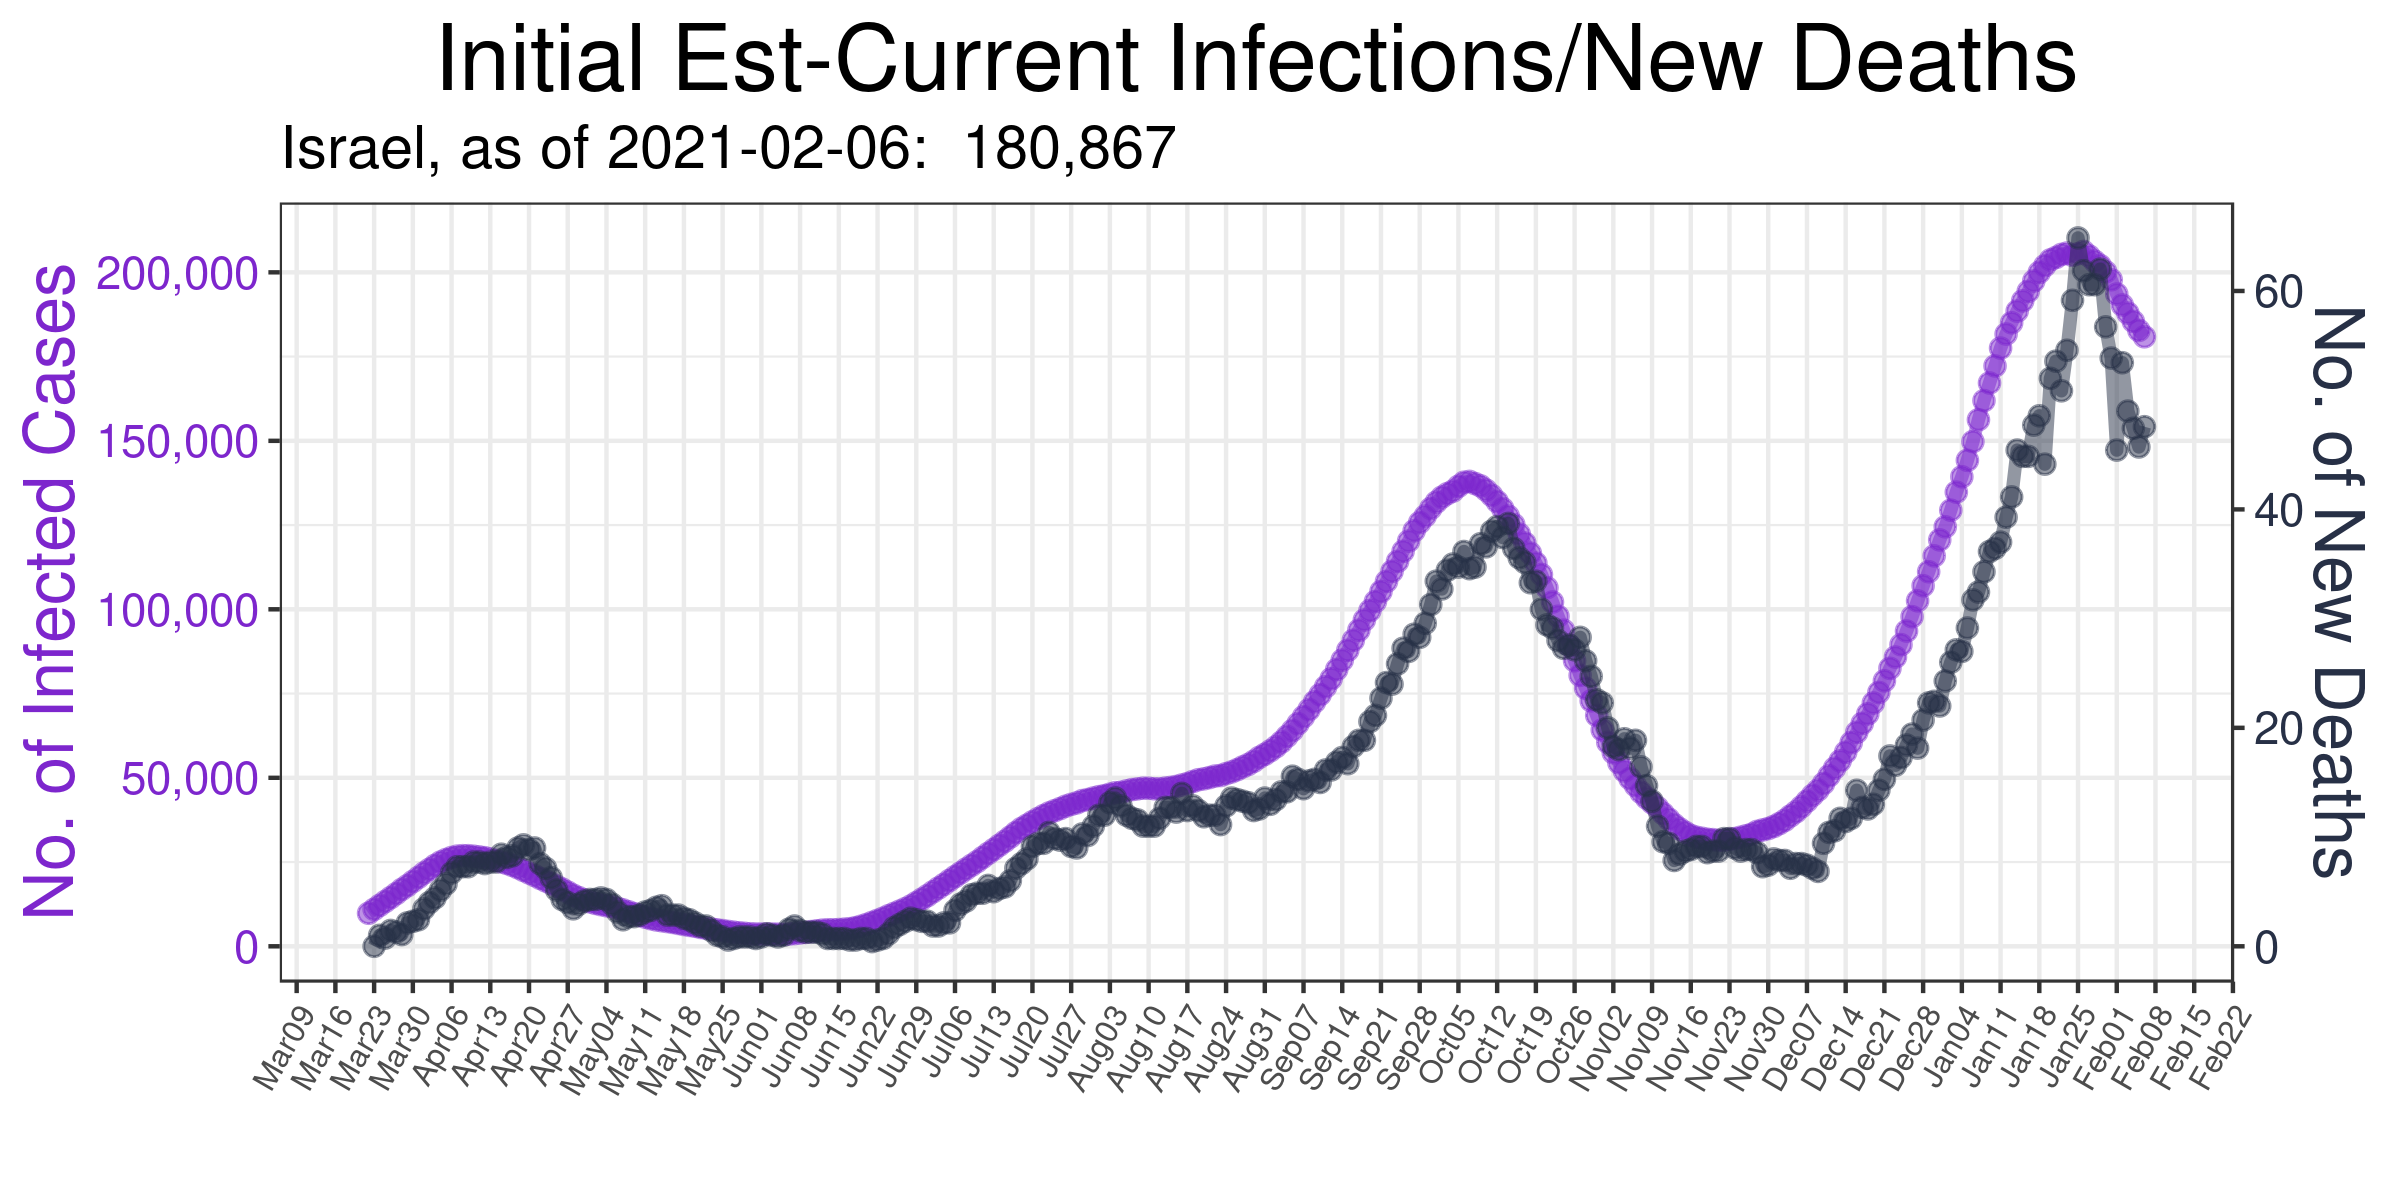 Initial Est-Current Infections/New Deaths
Israel, as of 2021-02-06: 180,867
No. of Infected Cases
200,000
150,000
100,000
50,000
0
No. of New Deaths
60
40
20
0
Mar09
Mar16
Mar23
Mar30
Apr06
Apr13
Apr20
Apr27
May04
May11
May18
May25
Jun01
Jun08
Jun15
Jun22
Jun29
Jul06
Jul13
Jul20
Jul27
Aug03
Aug10
Aug17
Aug24
Aug31
Sep07
Sep14
Sep21
Sep28
Oct05
Oct12
Oct19
Oct26
Nov02
Nov09
Nov16
Nov23
Nov30
Dec07
Dec14
Dec21
Dec28
Jan04
Jan11
Jan18
Jan25
Feb01
Feb08
Feb15
Feb22